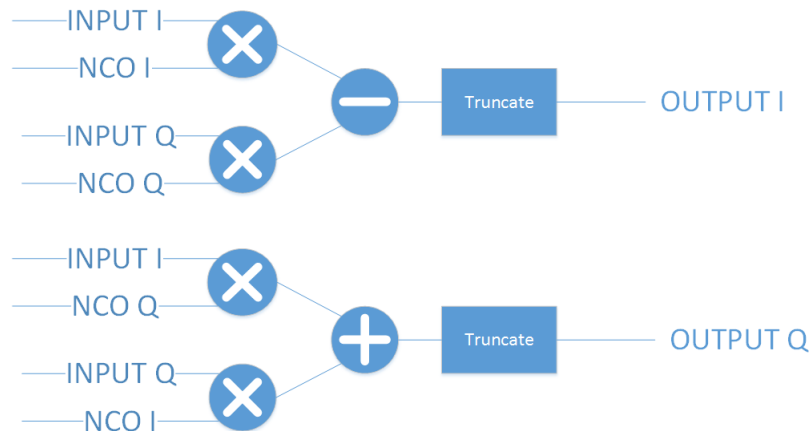 INPUT I
NCO I
INPUT Q
NCO Q
Truncate
OUTPUT I
INPUT I
NCO Q
INPUT Q
NCO I
Truncate
OUTPUT Q